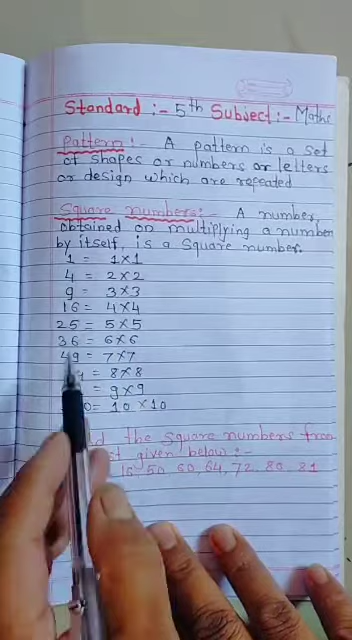 Standard :- 5th Subject :- Maths
Pattern :- A pattern is a set
of shapes or numbers or letters
or design which are repeated
Square numbers:- A number,
obtained on multiplying a number
by itself, is a square number.
1 = 1×1
4 = 2×2
9 = 3×3
16 = 4×4
25 = 5×5
36 = 6×6
49 = 7×7
= 8×8
= 9×9
0= 10×10
the square numbers from
given below:-
50, 60, 64, 72, 80, 81